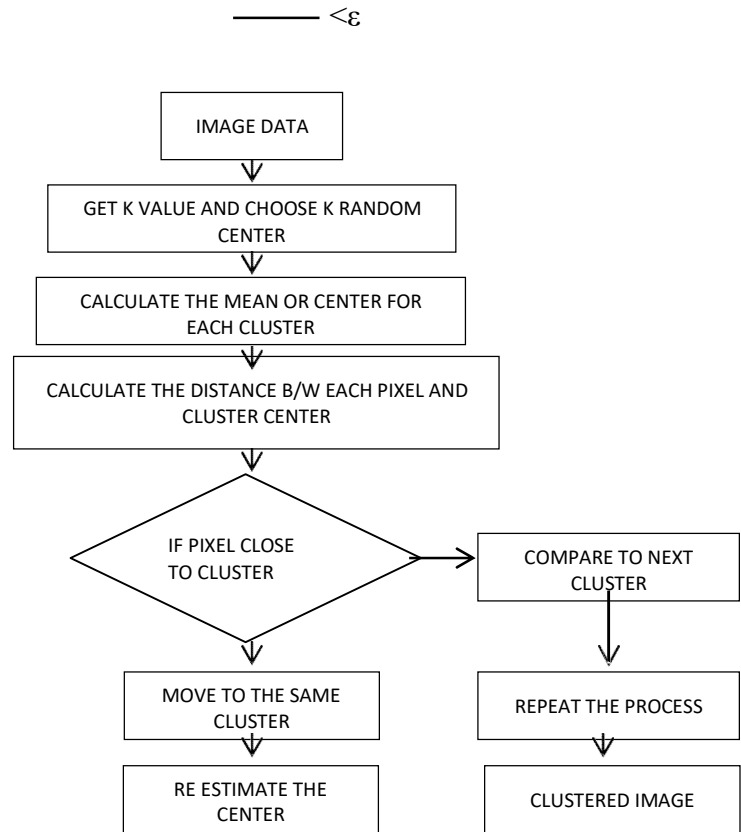 <ε
IMAGE DATA
GET K VALUE AND CHOOSE K RANDOM
CENTER
CALCULATE THE MEAN OR CENTER FOR
EACH CLUSTER
CALCULATE THE DISTANCE B/W EACH PIXEL AND
CLUSTER CENTER
IF PIXEL CLOSE
TO CLUSTER
COMPARE TO NEXT
CLUSTER
MOVE TO THE SAME
CLUSTER
REPEAT THE PROCESS
RE ESTIMATE THE
CENTER
CLUSTERED IMAGE